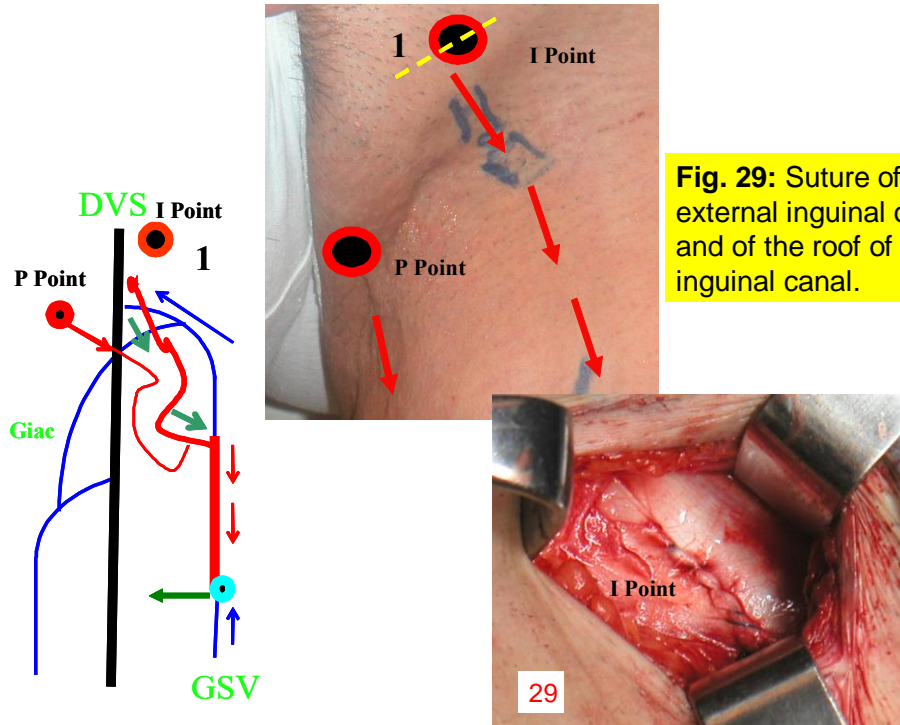 DVS
I Point
1
P Point
Giac
GSV
1
I Point
P Point
Fig. 29: Suture of
external inguinal o
and of the roof of
inguinal canal.
I Point
29